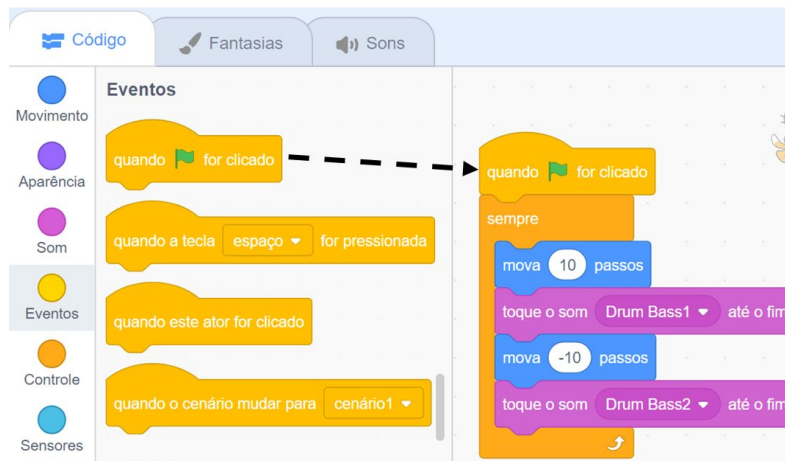 Código
Fantasias
Sons
Movimento
Aparência
Som
Eventos
Controle
Sensores
Eventos
quando for clicado
quando a tecla espaço for pressionada
quando este ator for clicado
quando o cenário mudar para cenário1
quando for clicado
sempre
mova 10 passos
toque o som Drum Bass1 até o fim
mova -10 passos
toque o som Drum Bass2 até o fim